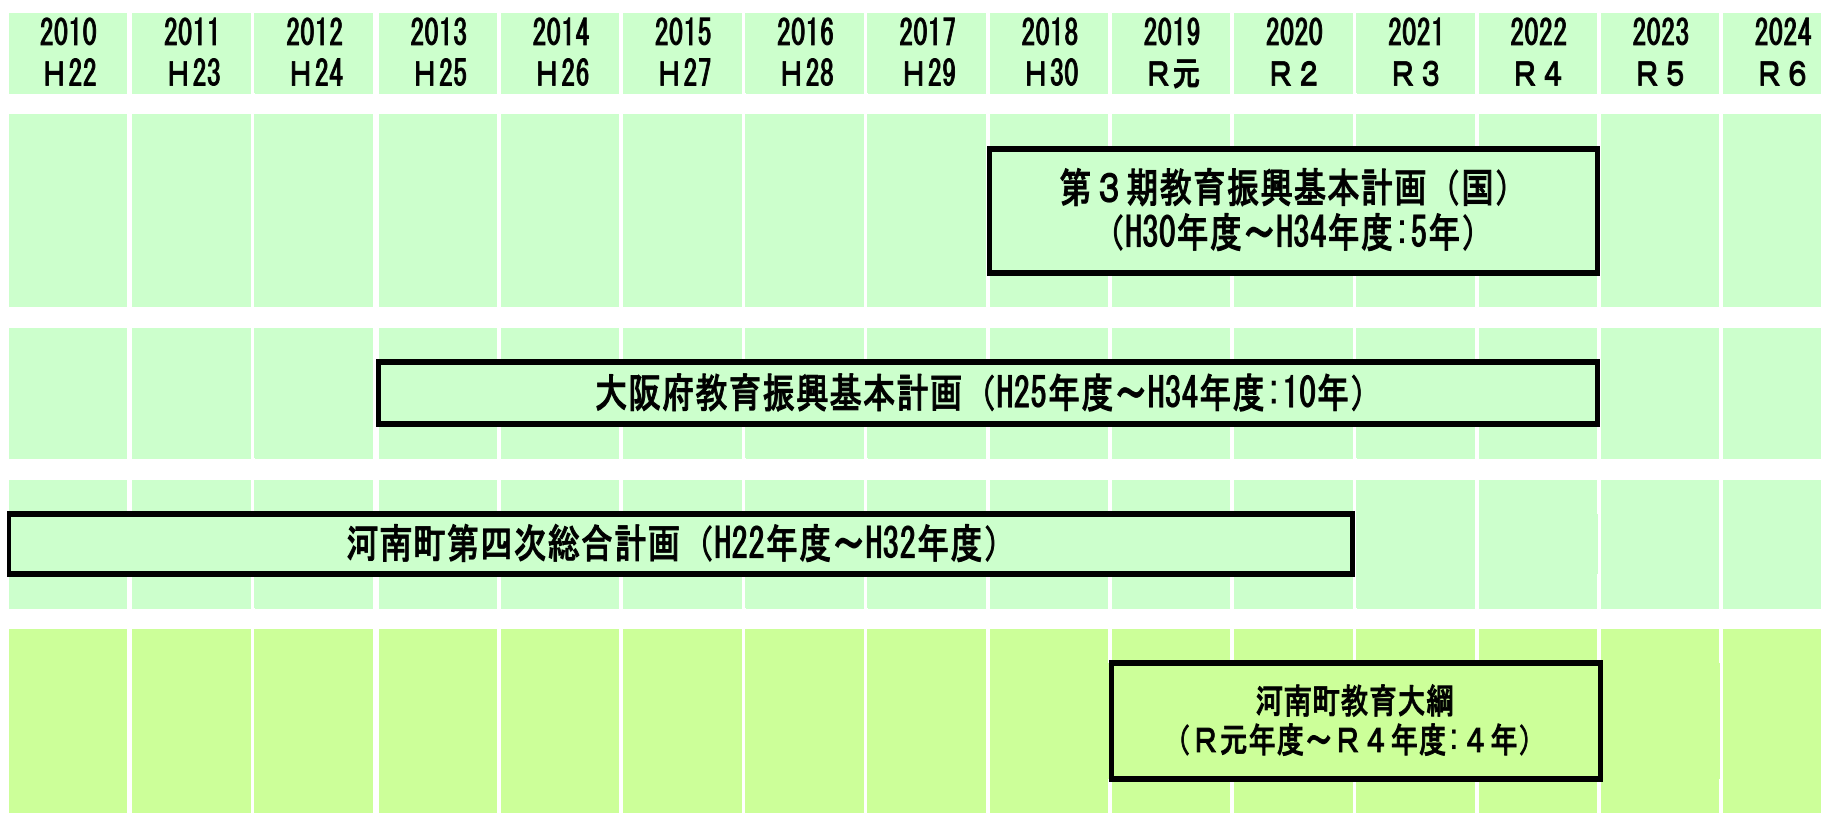 2010 2011 2012 2013 2014 2015 2016 2017 2018 2019 2020 2021 2022 2023 2024
H22 H23 H24 H25 H26 H27 H28 H29 H30 R元 R2 R3 R4 R5 R6
第3期教育振興基本計画（国）
(H30年度～H34年度:5年)
大阪府教育振興基本計画（H25年度～H34年度:10年）
河南町第四次総合計画（H22年度～H32年度）
河南町教育大綱
（R元年度～R4年度:4年）